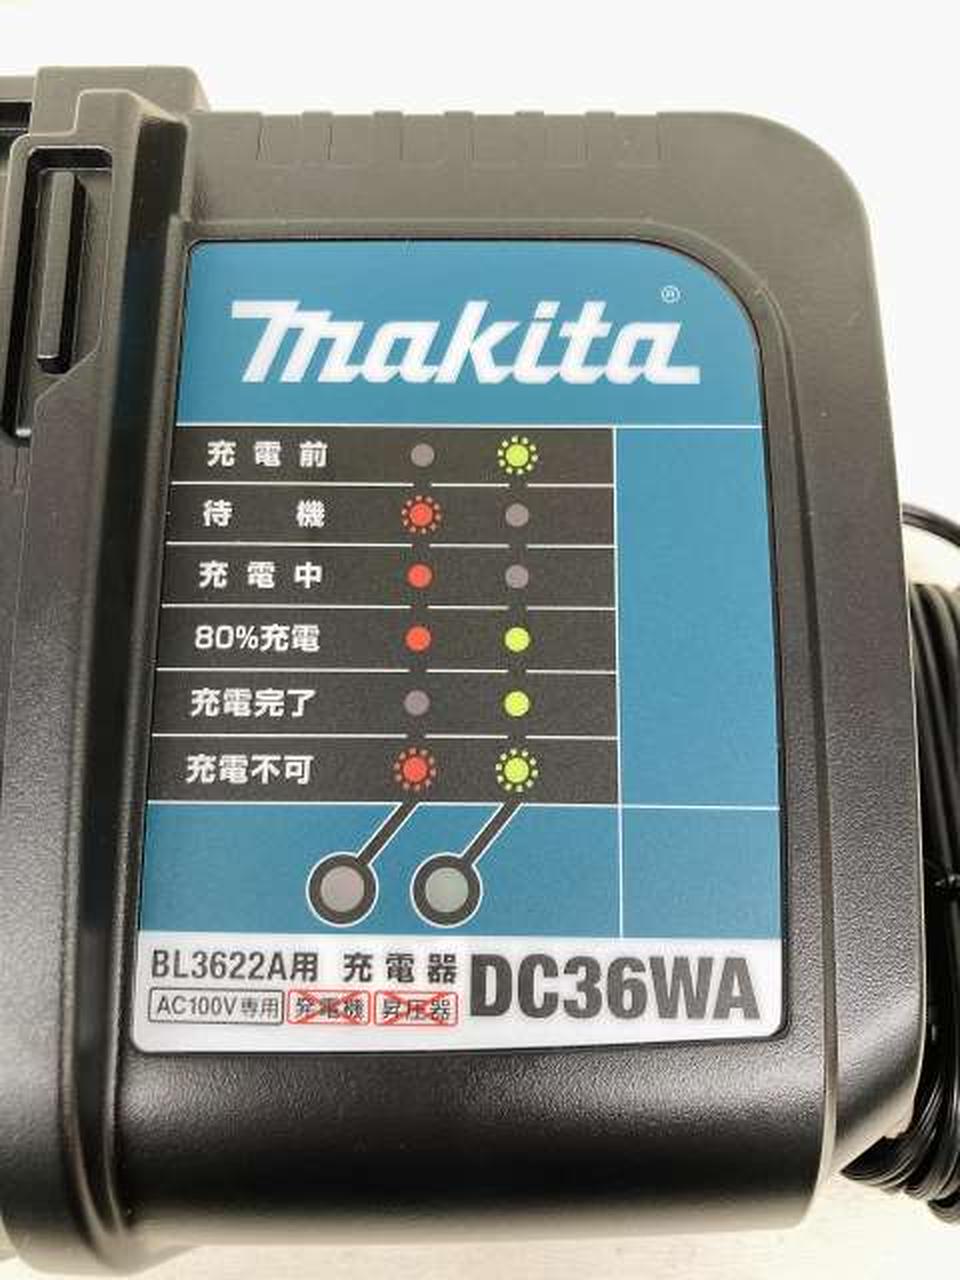 makita®
充電前
待機
充電中
80%充電
充電完了
充電不可
BL3622A用 充電器 DC36WA
AC100V専用 発電機 昇圧器